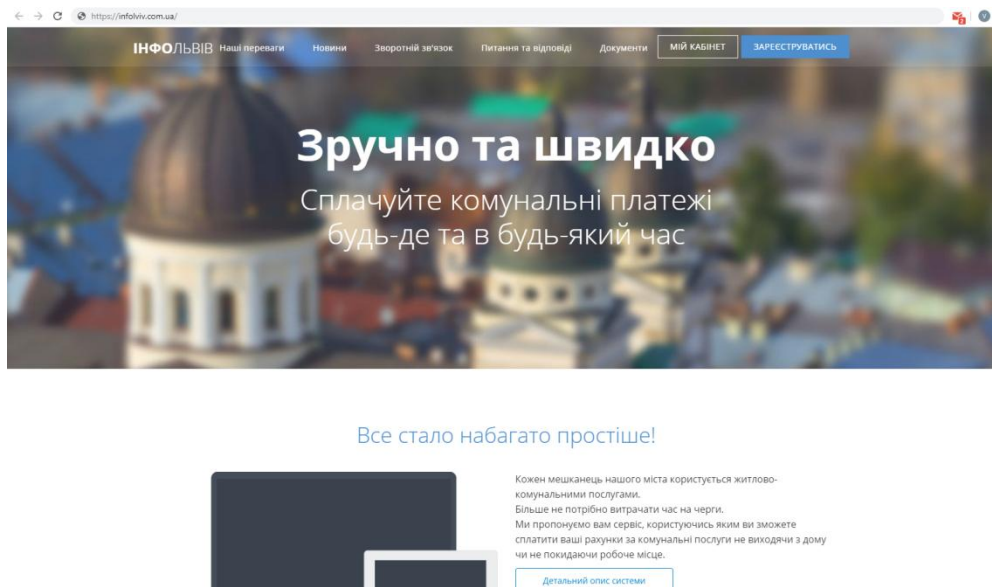 https://infolviv.com.ua/
ІНФОЛЬВІВ Наші переваги Новини Зворотній зв'язок Питання та відповіді Документи МІЙ КАБІНЕТ ЗАРЕЄСТРУВАТИСЬ
Зручно та швидко
Сплачуйте комунальні платежі
будь-де та в будь-який час
Все стало набагато простіше!
Кожен мешканець нашого міста користується житлово-
комунальними послугами.
Більше не потрібно витрачати час на черги.
Ми пропонуємо вам сервіс, користуючись яким ви зможете
сплатити ваші рахунки за комунальні послуги не виходячи з дому
чи не покидаючи робоче місце.
Детальний опис системи